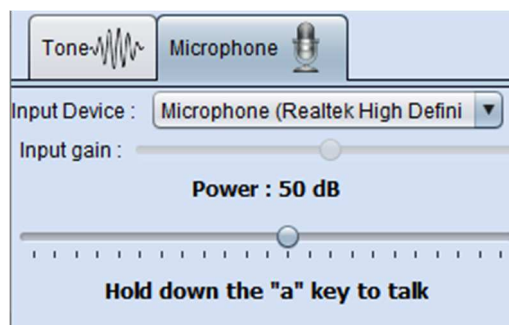 Tone
Microphone
Input Device :
Microphone (Realtek High Defini
Input gain :
Power : 50 dB
Hold down the "a" key to talk